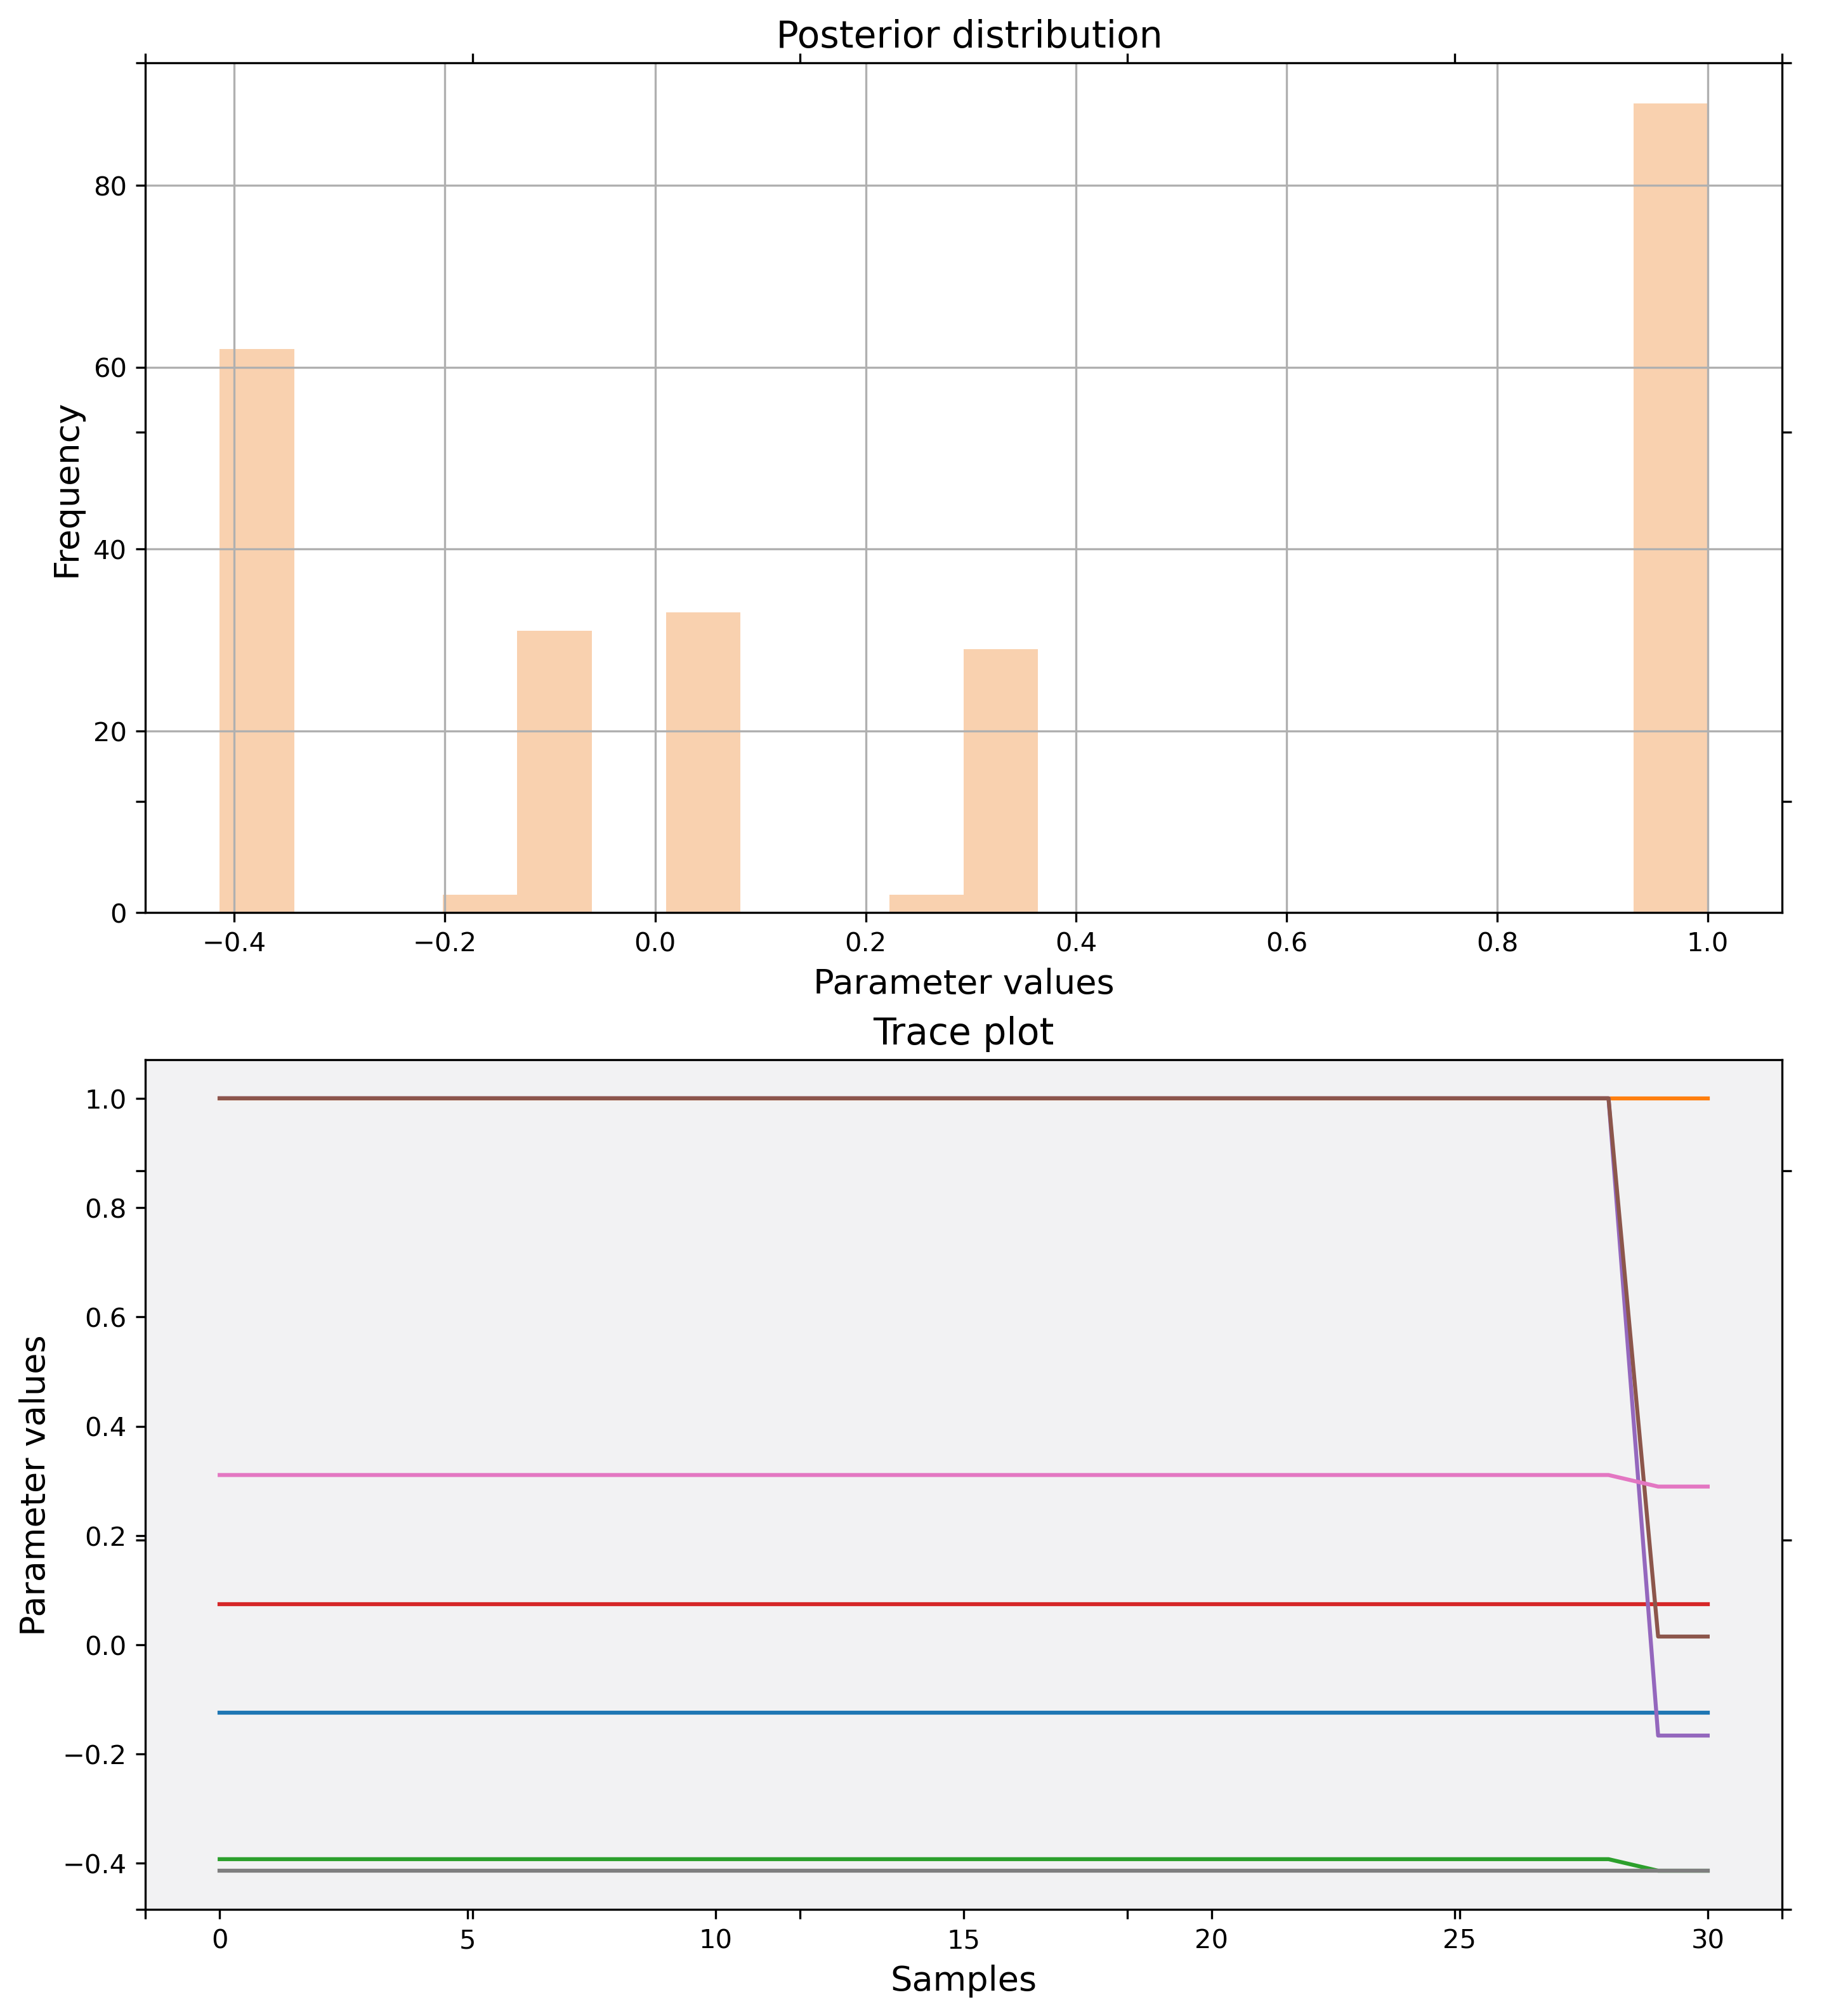 Posterior distribution
Frequency
80
60
40
20
0
−0.4 −0.2 0.0 0.2 0.4 0.6 0.8 1.0
Parameter values
Trace plot
Parameter values
1.0
0.8
0.6
0.4
0.2
0.0
−0.2
−0.4
0 5 10 15 20 25 30
Samples